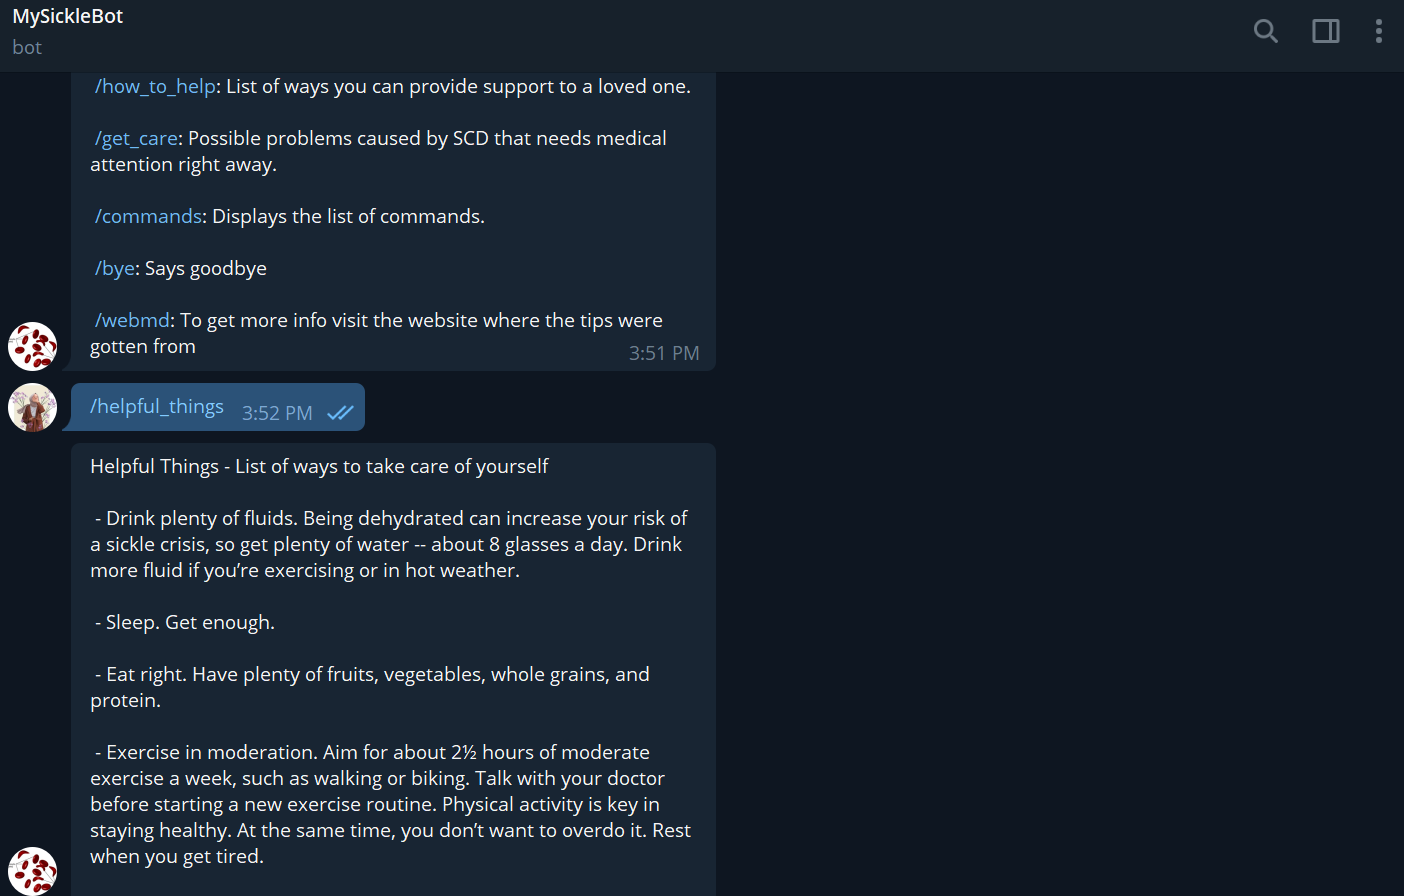 MySickleBot
bot
/how_to_help: List of ways you can provide support to a loved one.
/get_care: Possible problems caused by SCD that needs medical
attention right away.
/commands: Displays the list of commands.
/bye: Says goodbye
/webmd: To get more info visit the website where the tips were
gotten from
3:51 PM
/helpful_things 3:52 PM
Helpful Things - List of ways to take care of yourself
- Drink plenty of fluids. Being dehydrated can increase your risk of
a sickle crisis, so get plenty of water -- about 8 glasses a day. Drink
more fluid if you’re exercising or in hot weather.
- Sleep. Get enough.
- Eat right. Have plenty of fruits, vegetables, whole grains, and
protein.
- Exercise in moderation. Aim for about 2½ hours of moderate
exercise a week, such as walking or biking. Talk with your doctor
before starting a new exercise routine. Physical activity is key in
staying healthy. At the same time, you don’t want to overdo it. Rest
when you get tired.